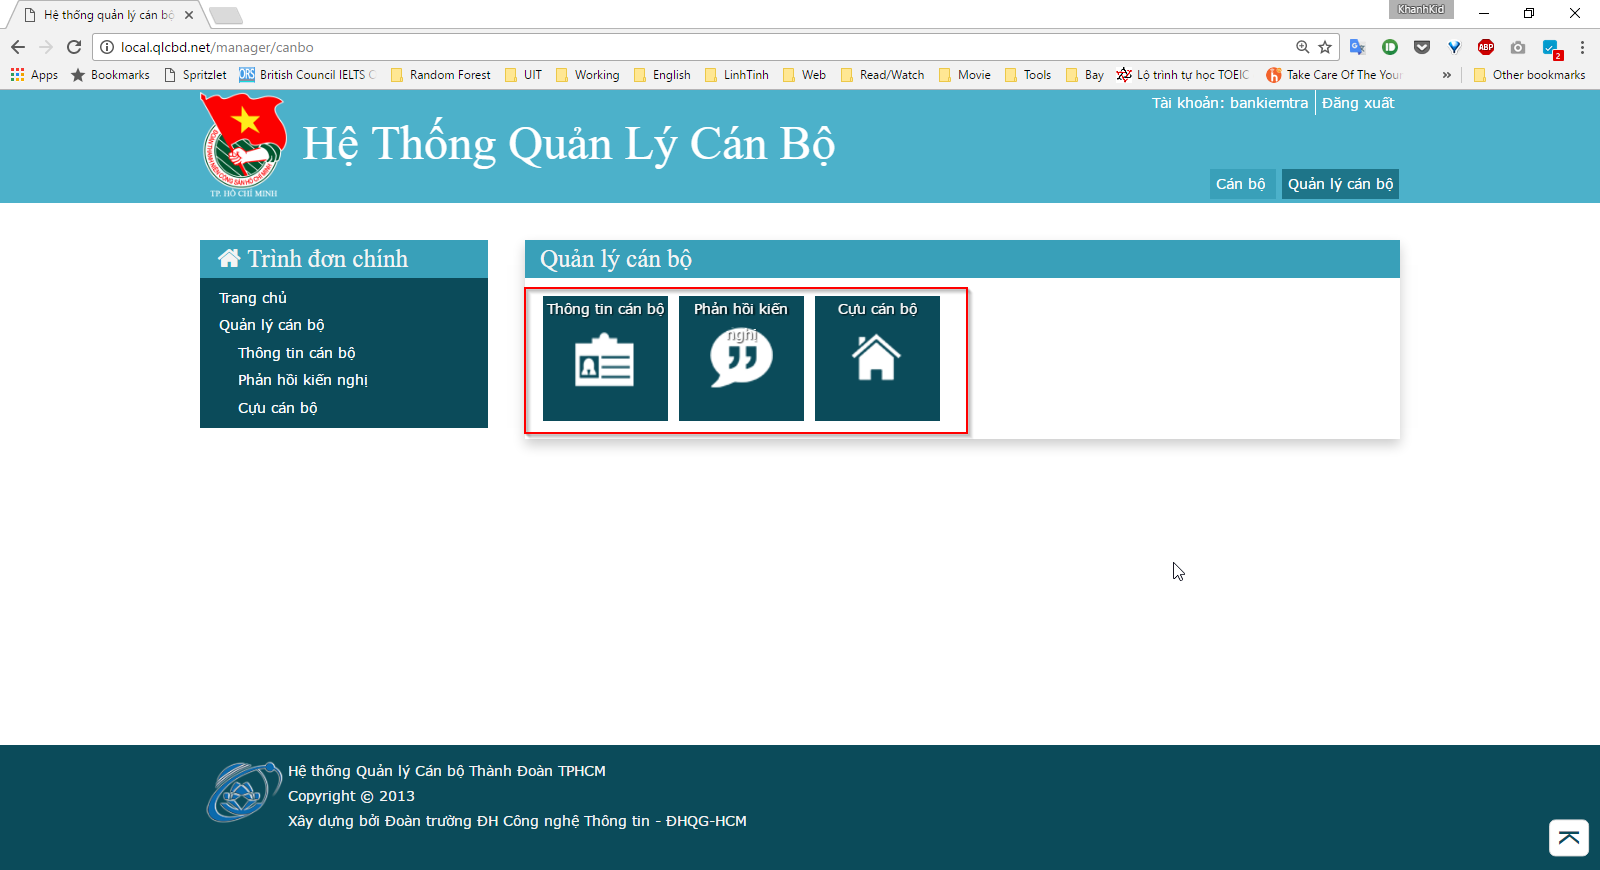 Hệ thống quản lý cán bộ
KhanhKid
local.qlcbd.net/manager/canbo
Apps Bookmarks Spritzlet British Council IELTS Random Forest UIT Working English LinhTinh Web Read/Watch Movie Tools Bay Lộ trình tự học TOEIC Take Care Of The Your » Other bookmarks
ABP
2
Tài khoản: bankiemtra Đăng xuất
Hệ Thống Quản Lý Cán Bộ
TP. HỒ CHÍ MINH
Cán bộ Quản lý cán bộ
Trình đơn chính
Trang chủ
Quản lý cán bộ
Thông tin cán bộ
Phản hồi kiến nghị
Cựu cán bộ
Quản lý cán bộ
Thông tin cán bộ
Phản hồi kiến
nghị
Cựu cán bộ
Hệ thống Quản lý Cán bộ Thành Đoàn TPHCM
Copyright © 2013
Xây dựng bởi Đoàn trường ĐH Công nghệ Thông tin - ĐHQG-HCM